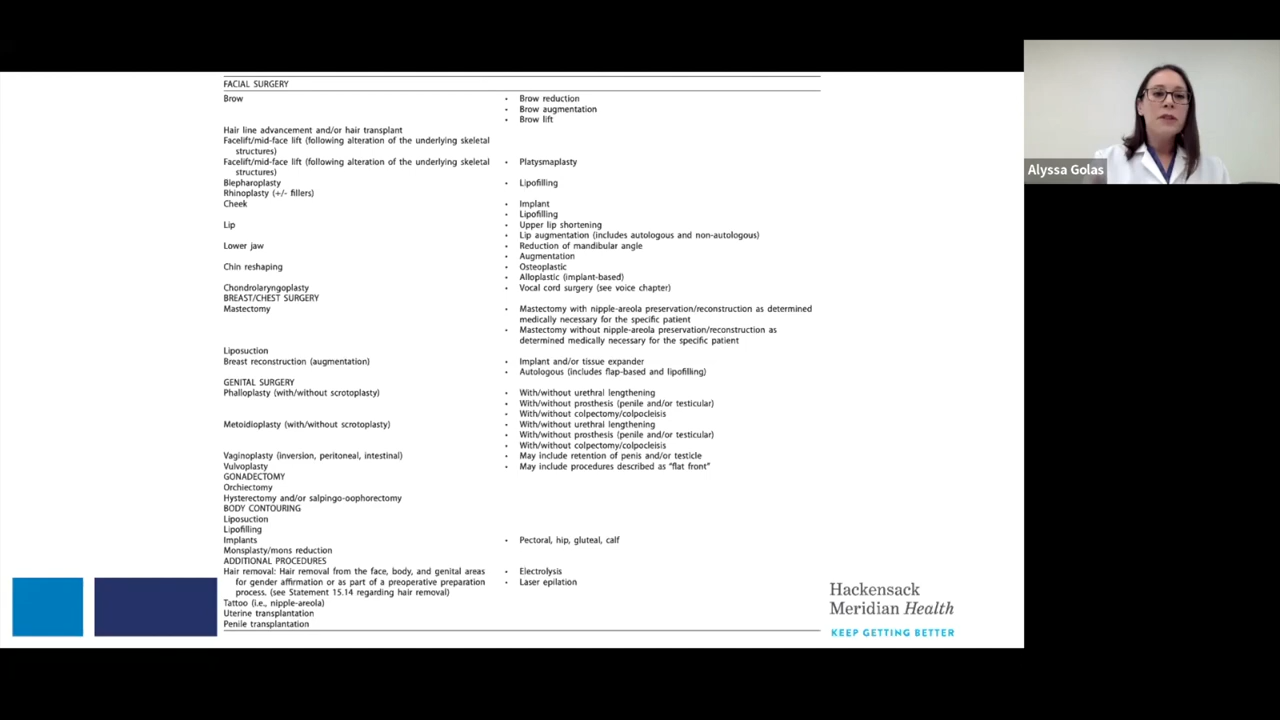 FACIAL SURGERY
Brow
• Brow reduction
• Brow augmentation
• Brow lift
Hair line advancement and/or hair transplant
Facelift/mid-face lift (following alteration of the underlying skeletal
structures)
Facelift/mid-face lift (following alteration of the underlying skeletal
structures)
• Platysmaplasty
Blepharoplasty
• Lipofilling
Rhinoplasty (+/- fillers)
Cheek
• Implant
• Lipofilling
Lip
• Upper lip shortening
• Lip augmentation (includes autologous and non-autologous)
Lower jaw
• Reduction of mandibular angle
• Augmentation
Chin reshaping
• Osteoplastic
• Alloplastic (implant-based)
Chondrolaryngoplasty
• Vocal cord surgery (see voice chapter)
BREAST/CHEST SURGERY
Mastectomy
• Mastectomy with nipple-areola preservation/reconstruction as determined
medically necessary for the specific patient
• Mastectomy without nipple-areola preservation/reconstruction as
determined medically necessary for the specific patient
Liposuction
Breast reconstruction (augmentation)
• Implant and/or tissue expander
• Autologous (includes flap-based and lipofilling)
GENITAL SURGERY
Phalloplasty (with/without scrotoplasty)
• With/without urethral lengthening
• With/without prosthesis (penile and/or testicular)
• With/without colpectomy/colpocleisis
Metoidioplasty (with/without scrotoplasty)
• With/without urethral lengthening
• With/without prosthesis (penile and/or testicular)
• With/without colpectomy/colpocleisis
Vaginoplasty (inversion, peritoneal, intestinal)
• May include retention of penis and/or testicle
Vulvoplasty
• May include procedures described as “flat front”
GONADECTOMY
Orchiectomy
Hysterectomy and/or salpingo-oophorectomy
BODY CONTOURING
Liposuction
Lipofilling
Implants
• Pectoral, hip, gluteal, calf
Monsplasty/mons reduction
ADDITIONAL PROCEDURES
Hair removal: Hair removal from the face, body, and genital areas
for gender affirmation or as part of a preoperative preparation
process. (see Statement 15.14 regarding hair removal)
• Electrolysis
• Laser epilation
Tattoo (i.e., nipple-areola)
Uterine transplantation
Penile transplantation
Hackensack
Meridian Health
KEEP GETTING BETTER
Alyssa Golas